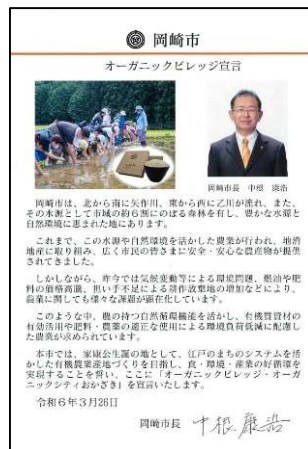 岡崎市
オーガニックビレッジ宣言
岡崎市長 中根 康浩
岡崎市は、北から南に矢作川、東から西に乙川が流れ、また、
その水源として市域の約6割にのぼる森林を有し、豊かな水源と
自然環境に恵まれた地にあります。
これまで、この水源や自然環境を活かした農業が行われ、地消
地産に取り組み、広く市民の皆さまに安全・安心な農産物が提供
されてきました。
しかしながら、昨今では気候変動等による環境問題、燃油や肥
料の価格高騰、担い手不足による耕作放棄地の増加などにより、
農業に関しても様々な課題が顕在化しています。
このような中、農の持つ自然循環機能を活かし、有機質資材の
有効活用や肥料・農薬の適正な使用による環境負荷低減に配慮し
た農業が求められています。
本市では、家康公生誕の地として、江戸のまちのシステムを活
かした有機農業産地づくりを目指し、食・環境・産業の好循環を
実現することを誓い、ここに「オーガニックビレッジ・オーガ
ニックシティおかざき」を宣言いたします。
令和6年3月26日
岡崎市長 中根康浩